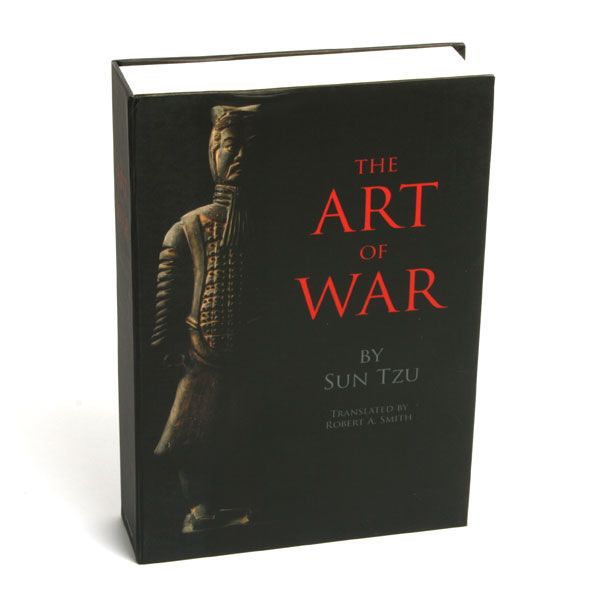 THE
ART
OF
WAR
BY
SUN TZU
TRANSLATED BY
ROBERT A. SMITH